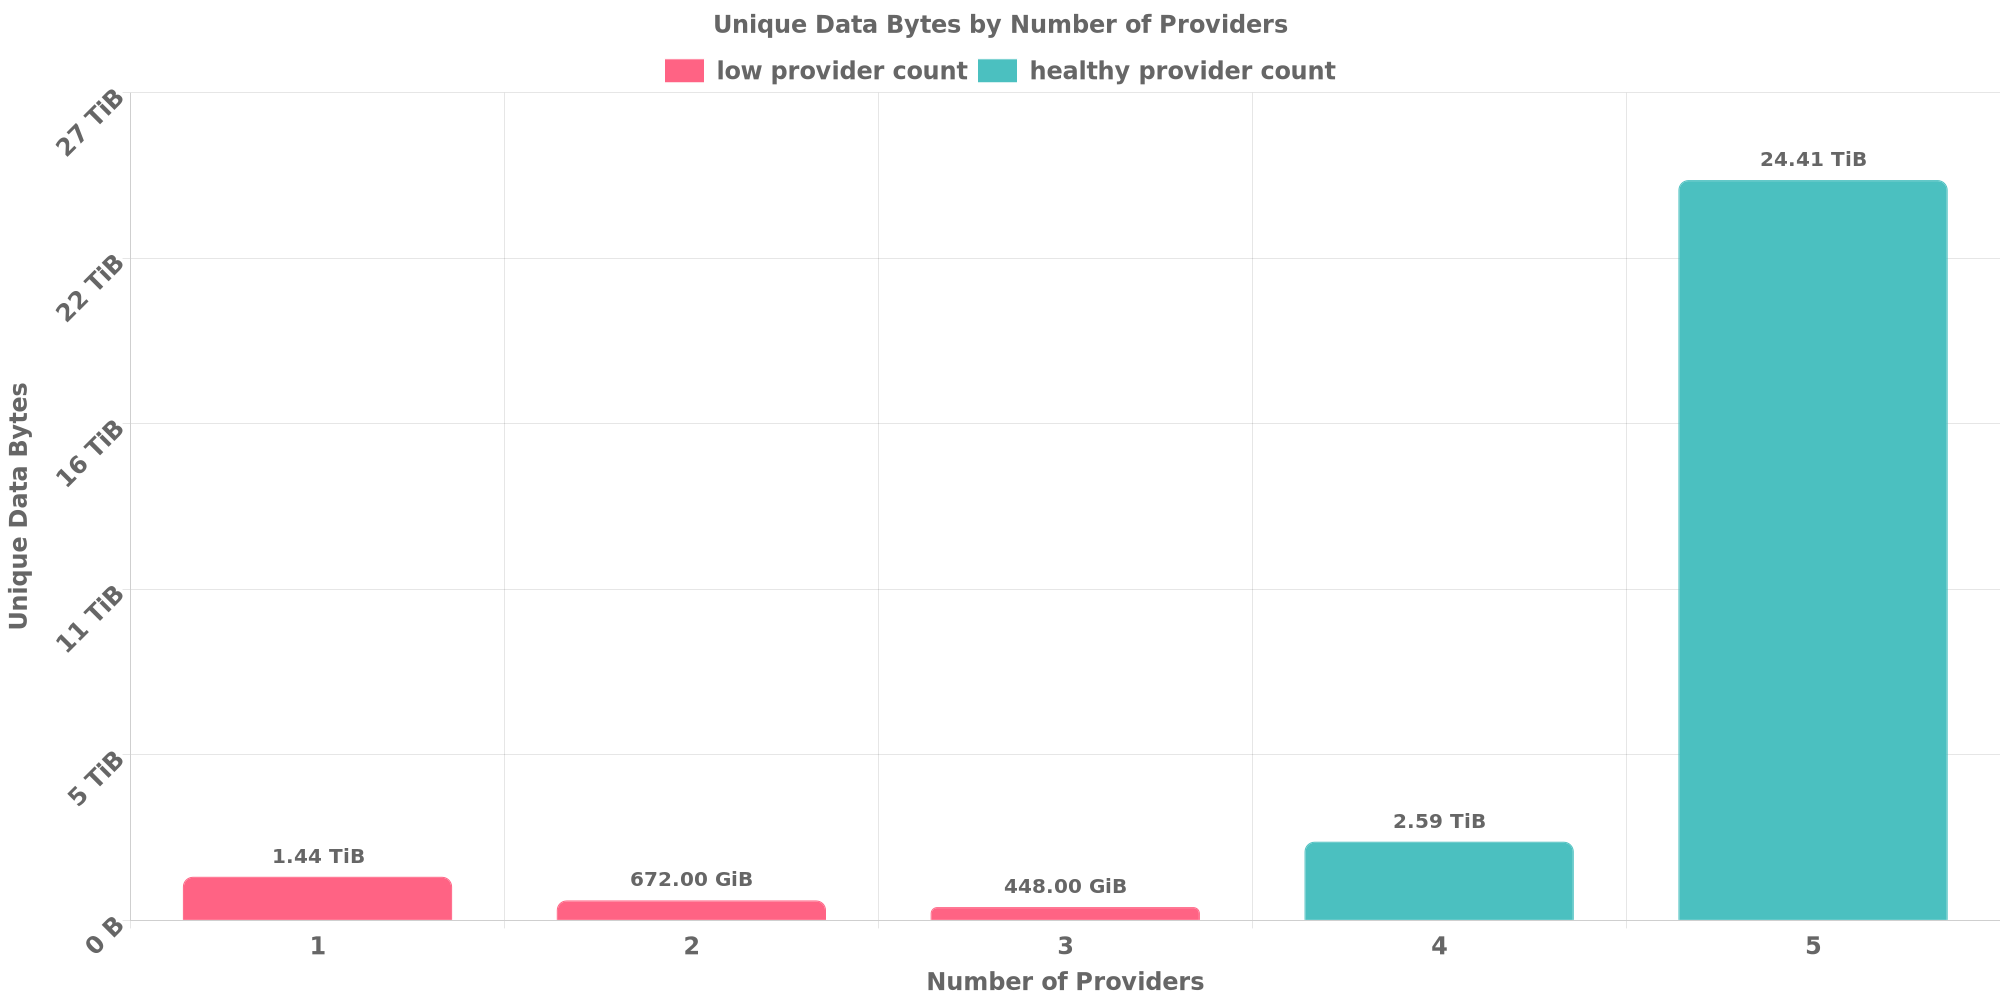 Unique Data Bytes by Number of Providers
low provider count healthy provider count
27 TiB
22 TiB
16 TiB
11 TiB
5 TiB
0 B
Unique Data Bytes
1.44 TiB
672.00 GiB
448.00 GiB
2.59 TiB
24.41 TiB
1 2 3 4 5
Number of Providers